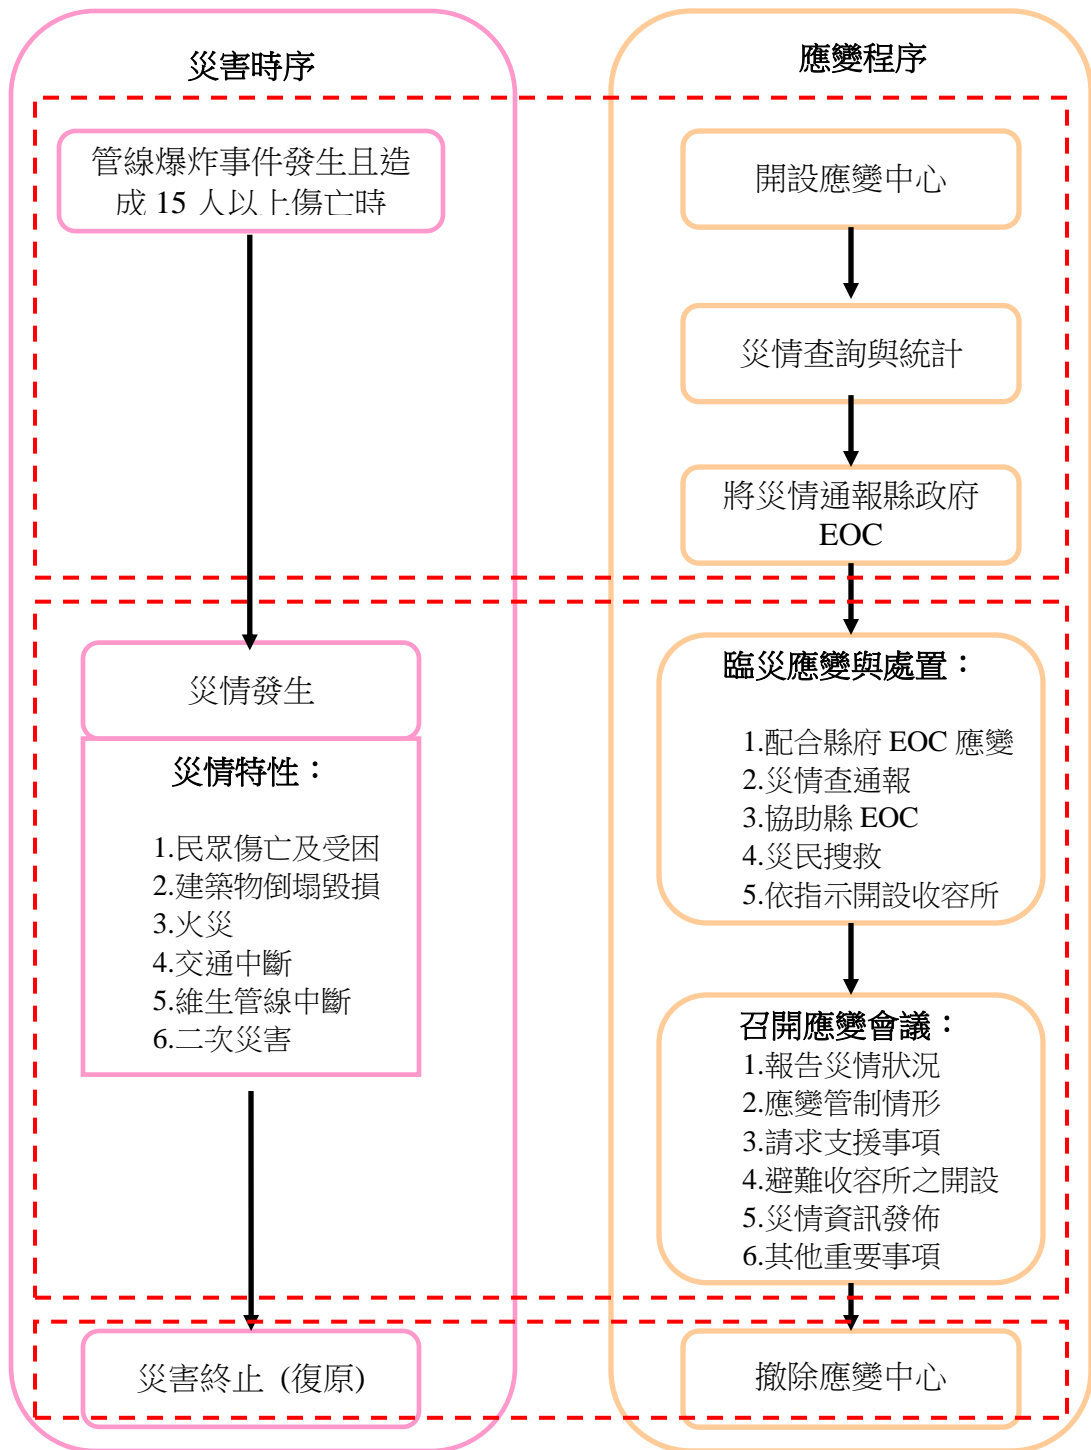 災害時序
管線爆炸事件發生且造
成 15 人以上傷亡時
災情發生
災情特性：
1.民眾傷亡及受困
2.建築物倒塌毀損
3.火災
4.交通中斷
5.維生管線中斷
6.二次災害
災害終止 (復原)
應變程序
開設應變中心
災情查詢與統計
將災情通報縣政府
EOC
臨災應變與處置：
1.配合縣府 EOC 應變
2.災情查通報
3.協助縣 EOC
4.災民搜救
5.依指示開設收容所
召開應變會議：
1.報告災情狀況
2.應變管制情形
3.請求支援事項
4.避難收容所之開設
5.災情資訊發佈
6.其他重要事項
撤除應變中心